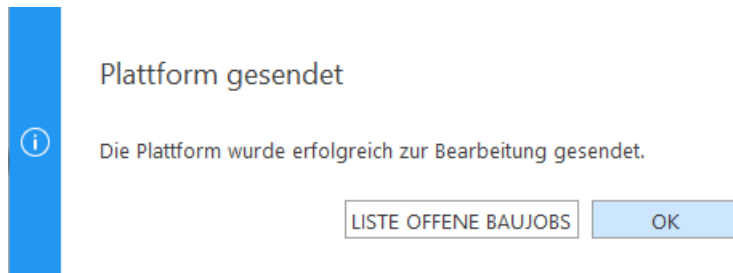 Plattform gesendet
Die Plattform wurde erfolgreich zur Bearbeitung gesendet.
LISTE OFFENE BAUJOBS OK